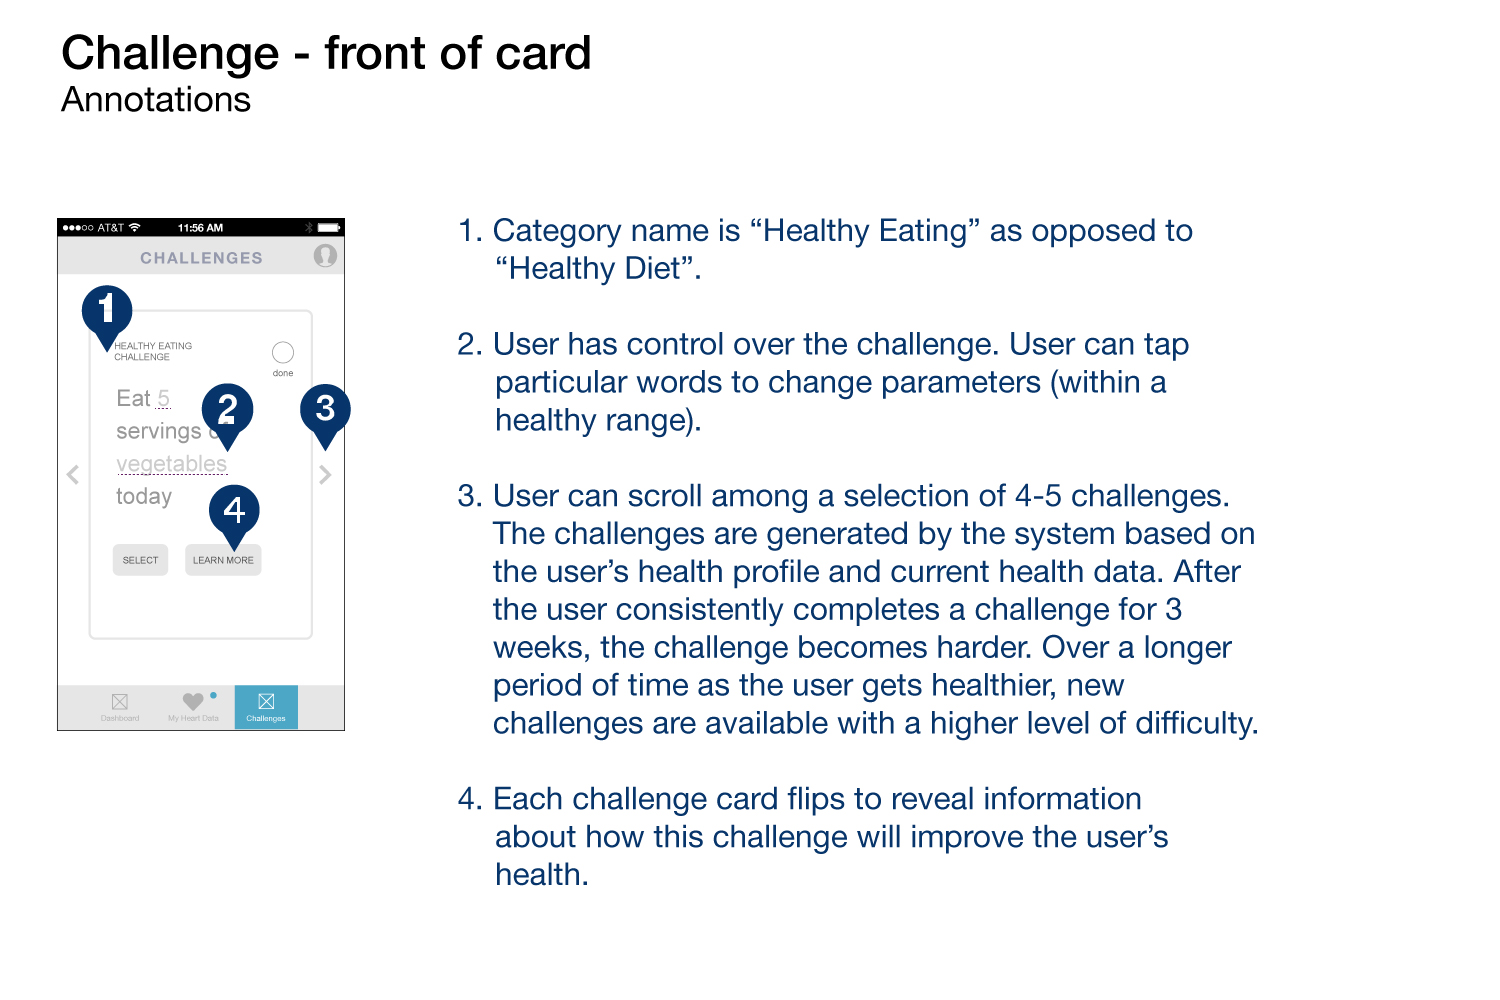 Challenge - front of card
Annotations
AT&T 11:56 AM
CHALLENGES
1
HEALTHY EATING
CHALLENGE
done
Eat 5
2
3
servings of
vegetables
today
4
SELECT LEARN MORE
Dashboard My Heart Data Challenges
1. Category name is “Healthy Eating” as opposed to
“Healthy Diet”.
2. User has control over the challenge. User can tap
particular words to change parameters (within a
healthy range).
3. User can scroll among a selection of 4-5 challenges.
The challenges are generated by the system based on
the user’s health profile and current health data. After
the user consistently completes a challenge for 3
weeks, the challenge becomes harder. Over a longer
period of time as the user gets healthier, new
challenges are available with a higher level of difficulty.
4. Each challenge card flips to reveal information
about how this challenge will improve the user’s
health.